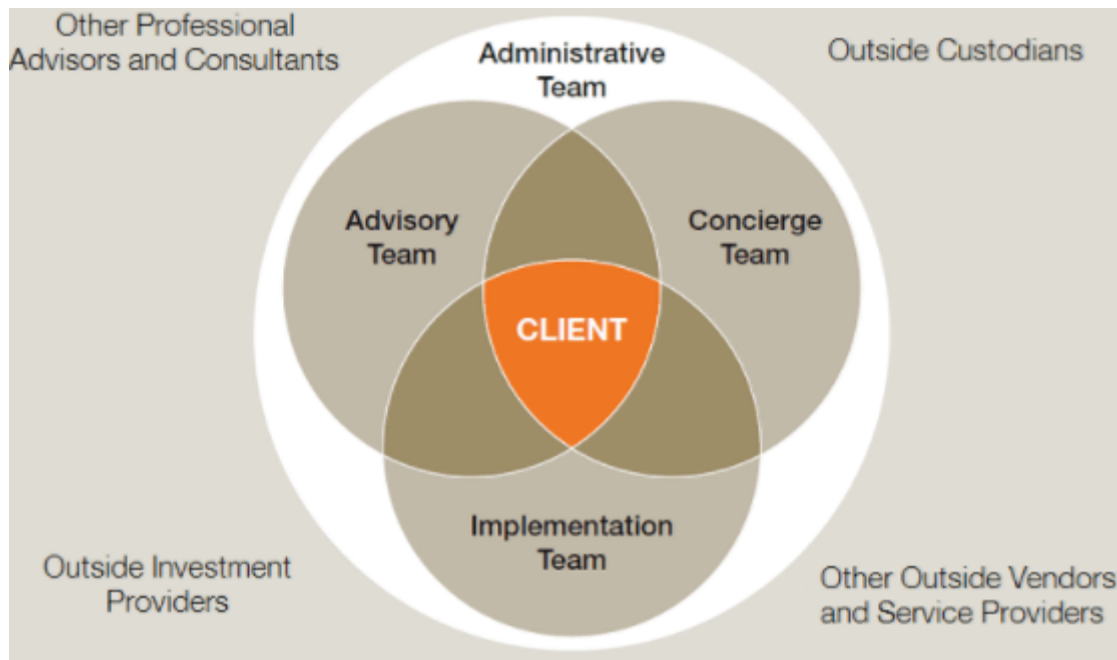 Other Professional
Advisors and Consultants
Administrative
Team
Outside Custodians
Advisory
Team
Concierge
Team
CLIENT
Implementation
Team
Outside Investment
Providers
Other Outside Vendors
and Service Providers